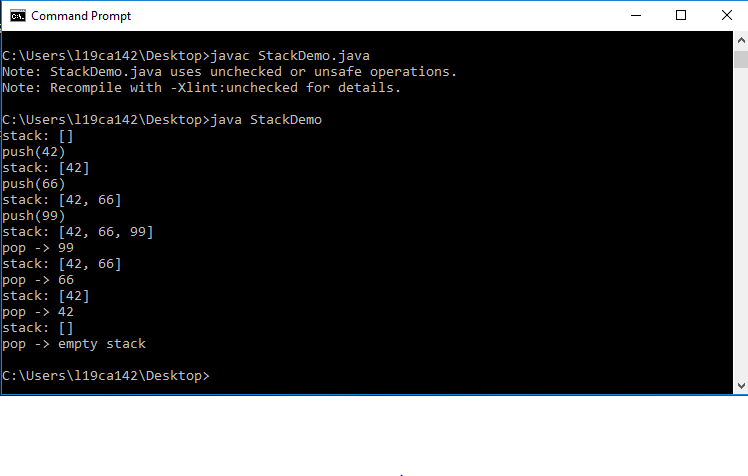 Command Prompt
C:\Users\l19ca142\Desktop>javac StackDemo.java
Note: StackDemo.java uses unchecked or unsafe operations.
Note: Recompile with -Xlint:unchecked for details.
C:\Users\l19ca142\Desktop>java StackDemo
stack: []
push(42)
stack: [42]
push(66)
stack: [42, 66]
push(99)
stack: [42, 66, 99]
pop -> 99
stack: [42, 66]
pop -> 66
stack: [42]
pop -> 42
stack: []
pop -> empty stack
C:\Users\l19ca142\Desktop>